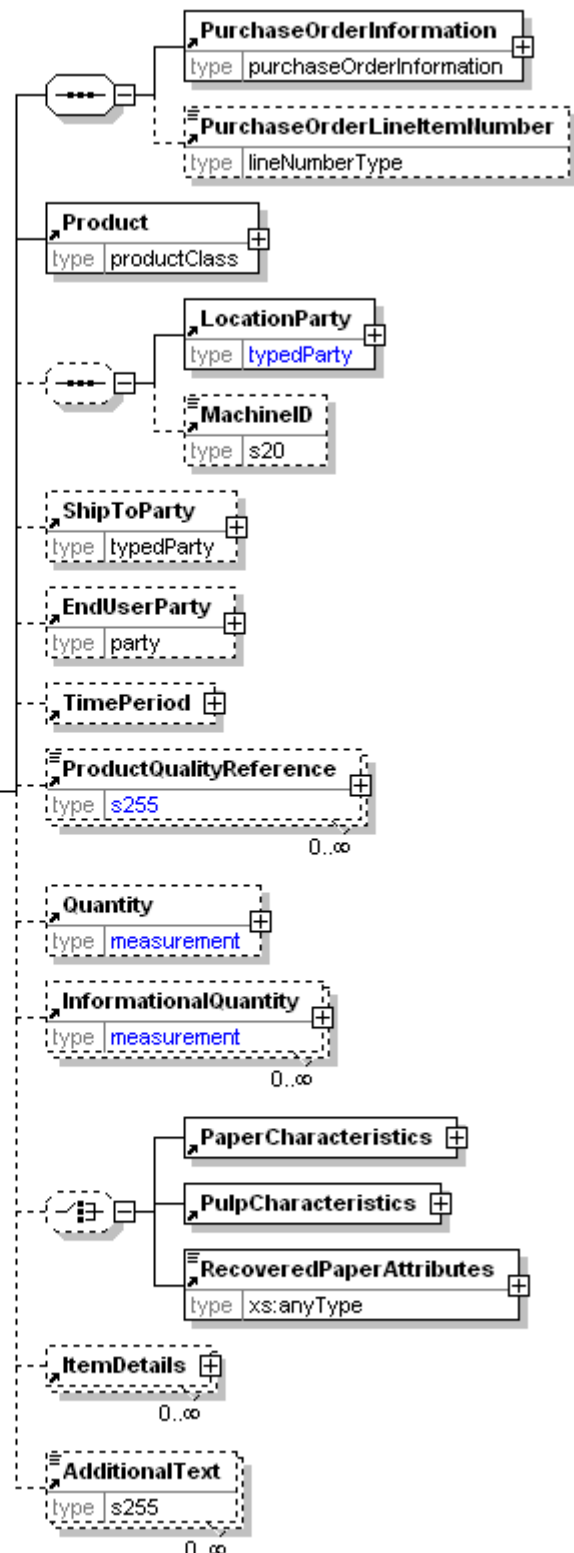 PurchaseOrderInformation
type purchaseOrderInformation
PurchaseOrderLineItemNumber
type lineNumberType
Product
type productClass
LocationParty
type typedParty
MachineID
type s20
ShipToParty
type typedParty
EndUserParty
type party
TimePeriod
ProductQualityReference
type s255
0..∞
Quantity
type measurement
InformationalQuantity
type measurement
0..∞
PaperCharacteristics
PulpCharacteristics
RecoveredPaperAttributes
type xs:anyType
ItemDetails
0..∞
AdditionalText
type s255
0..∞